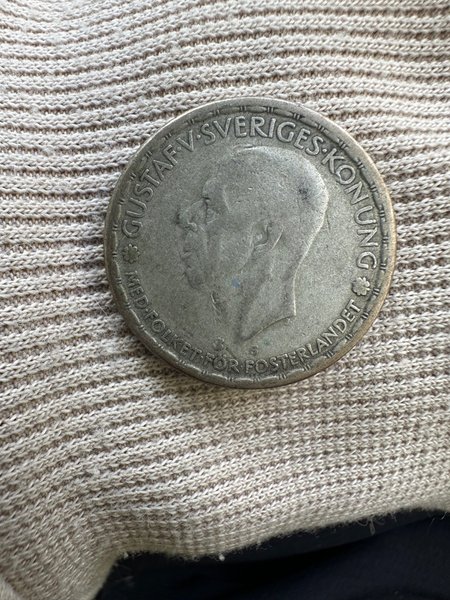 GUSTAF·V·SVERIGES·KONUNG
MED·FOLKET·FÖR·FOSTERLANDET
G